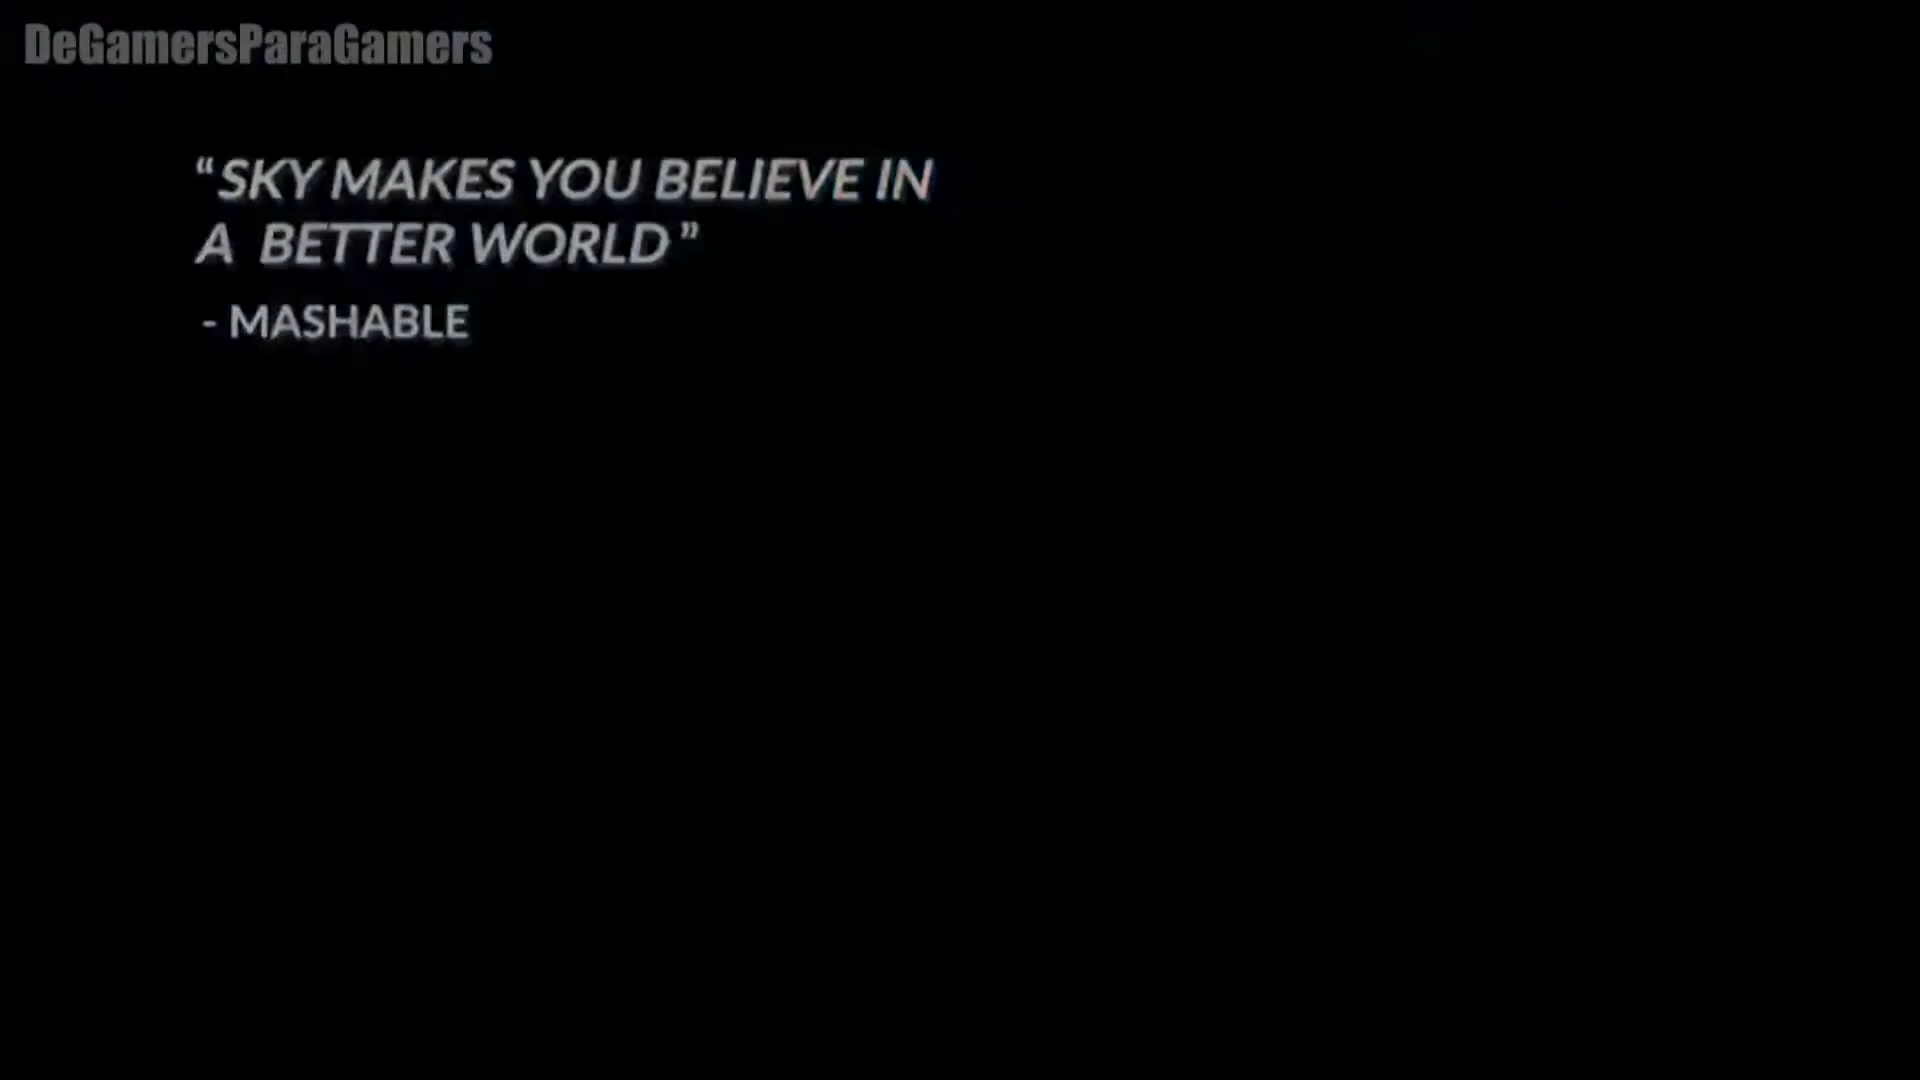 DeGamersParaGamers
“SKY MAKES YOU BELIEVE IN
A BETTER WORLD”
- MASHABLE